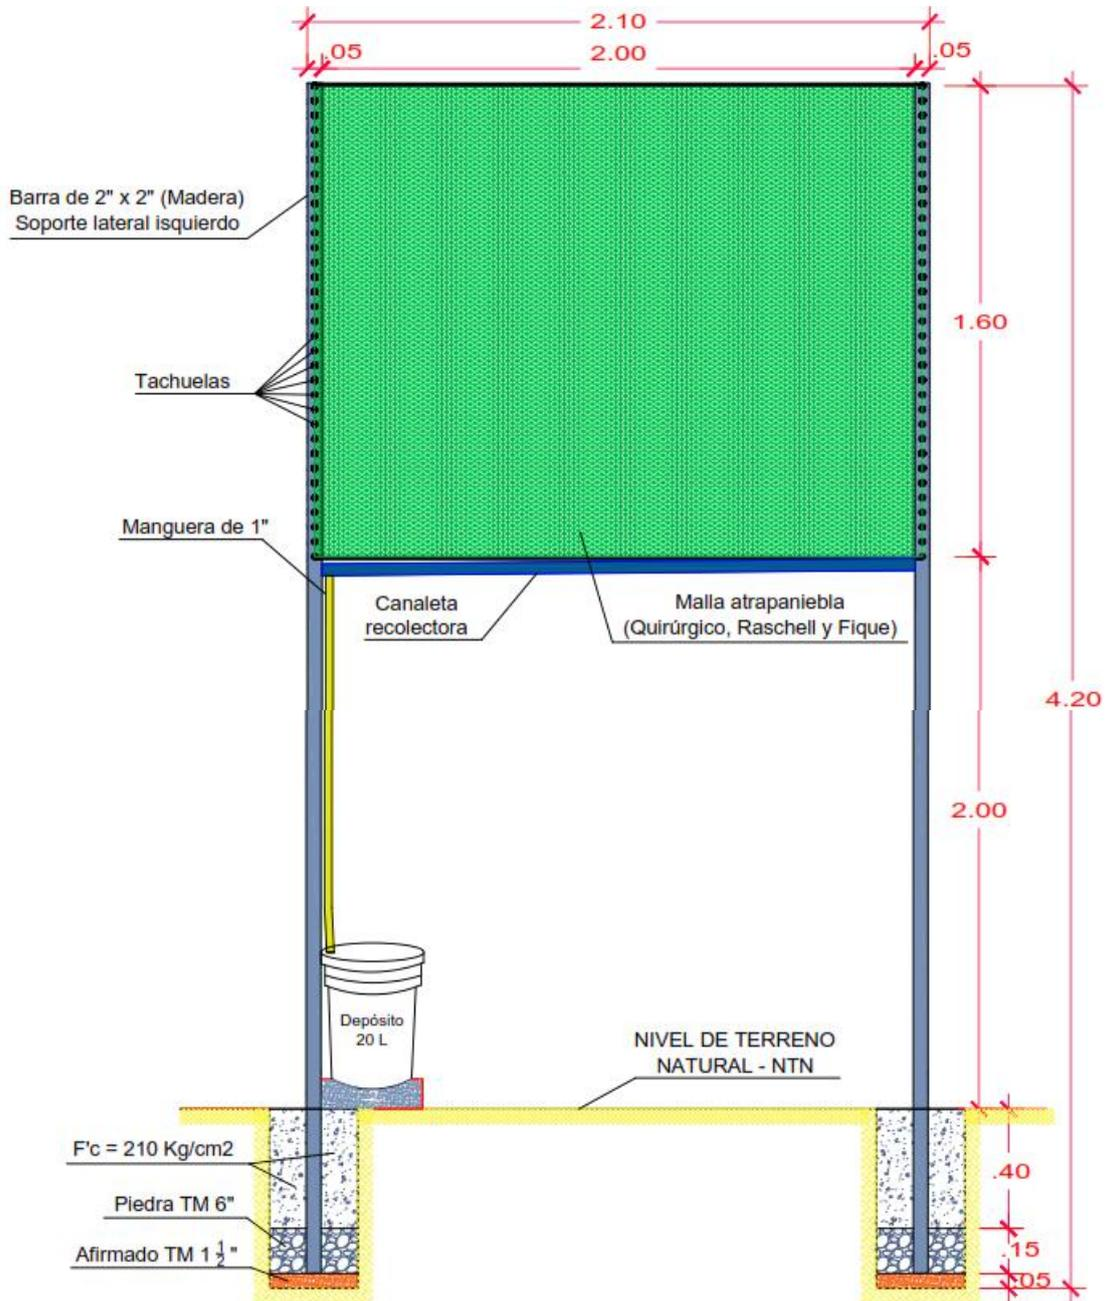 2.10
.05
2.00
.05
Barra de 2" x 2" (Madera)
Soporte lateral isquierdo
1.60
Tachuelas
Manguera de 1"
Canaleta
recolectora
Malla atrapaniebla
(Quirúrgico, Raschell y Fique)
4.20
2.00
Depósito
20 L
NIVEL DE TERRENO
NATURAL - NTN
F'c = 210 Kg/cm2
.40
Piedra TM 6"
.15
Afirmado TM 1 1/2"
.05